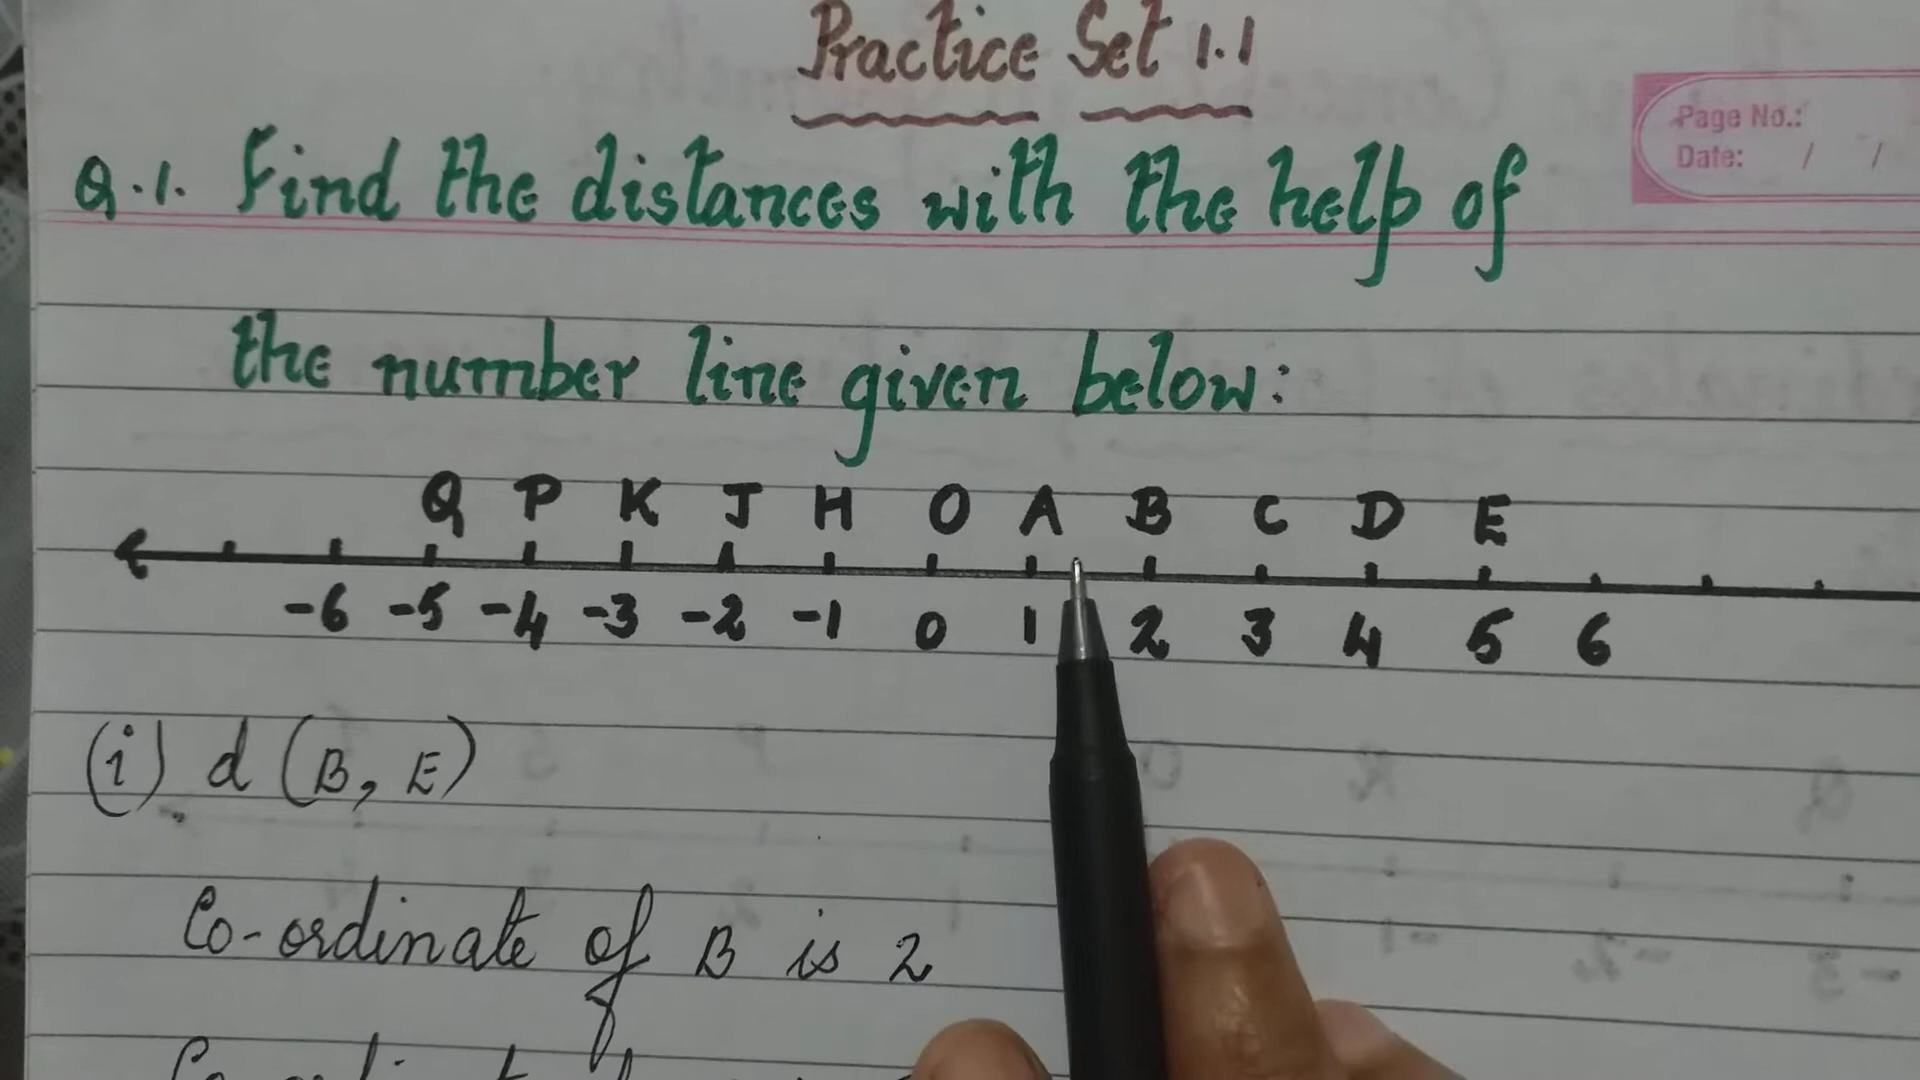 Practice Set 1.1
Page No.:
Date: / /
Q.1. Find the distances with the help of
the number line given below:
Q P K J H O A B C D E
-6 -5 -4 -3 -2 -1 0 1 2 3 4 5 6
(i) d (B, E)
Co-ordinate of B is 2